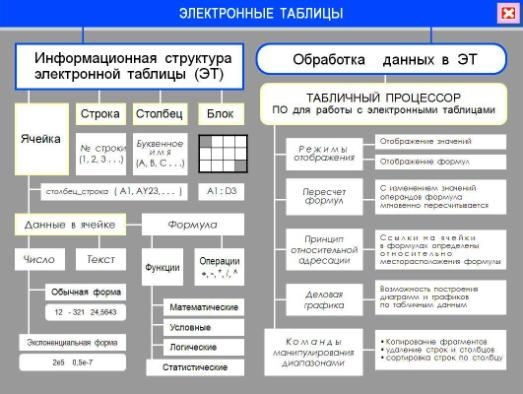 ЭЛЕКТРОННЫЕ ТАБЛИЦЫ
Информационная структура
электронной таблицы (ЭТ)
Ячейка
Строка
№ строки
(1, 2, 3 . . .)
Столбец
Буквенное
имя
(A, B, C . . .)
Блок
столбец_строка ( A1, AY23, . . . )
A1 : D3
Данные в ячейке
Формула
Число
Текст
Функции
Операции
+, -, *, /, ^
Обычная форма
12 - 321 24,5643
Экспоненциальная форма
2e5 0,5e-7
Математические
Условные
Логические
Статистические
Обработка данных в ЭТ
ТАБЛИЧНЫЙ ПРОЦЕССОР
ПО для работы с электронными таблицами
Режимы
отображения
Отображение значений
Отображение формул
Пересчет
формул
С изменением значений
операндов формула
мгновенно пересчитывается
Принцип
относительной
адресации
Ссылки на ячейки
в формулах определены
относительно
месторасположения формулы
Деловая
графика
Возможность построения
диаграмм и графиков
по табличным данным
Команды
манипулирования
диапазонами
• Копирование фрагментов
• удаление строк и столбцов
• сортировка строк по столбцу